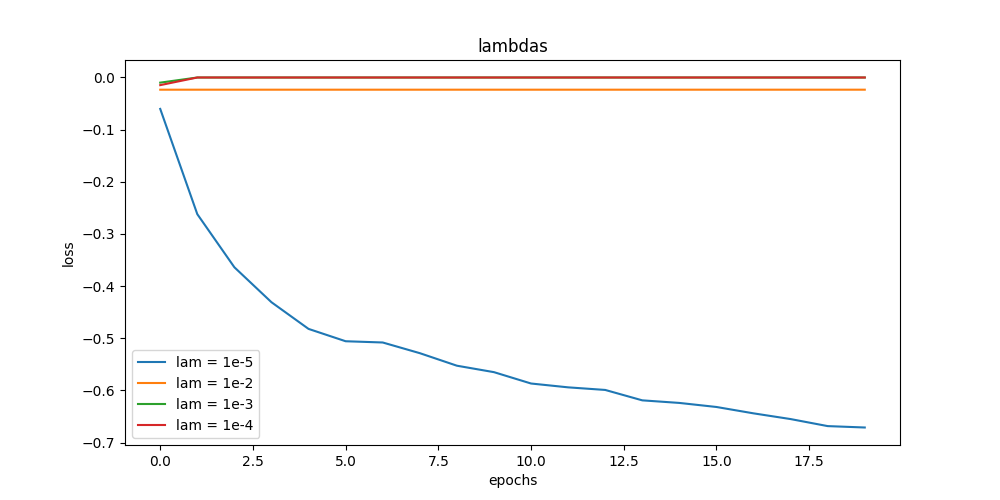 lambdas
0.0
−0.1
−0.2
−0.3
−0.4
−0.5
−0.6
−0.7
loss
lam = 1e-5
lam = 1e-2
lam = 1e-3
lam = 1e-4
0.0 2.5 5.0 7.5 10.0 12.5 15.0 17.5
epochs